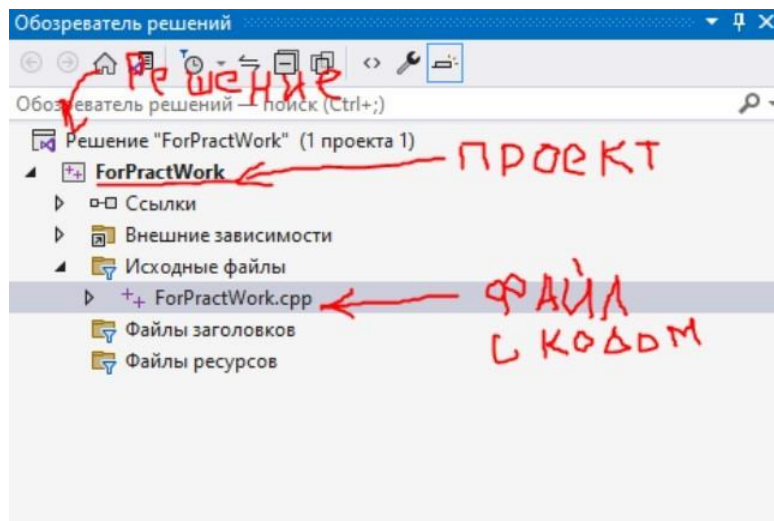 Обозреватель решений
Решение
Обозреватель решений — поиск (Ctrl+;)
Решение "ForPractWork" (1 проекта 1)
ForPractWork
ПРОЕКТ
Ссылки
Внешние зависимости
Исходные файлы
ForPractWork.cpp
ФАЙЛ
С КОДОМ
Файлы заголовков
Файлы ресурсов